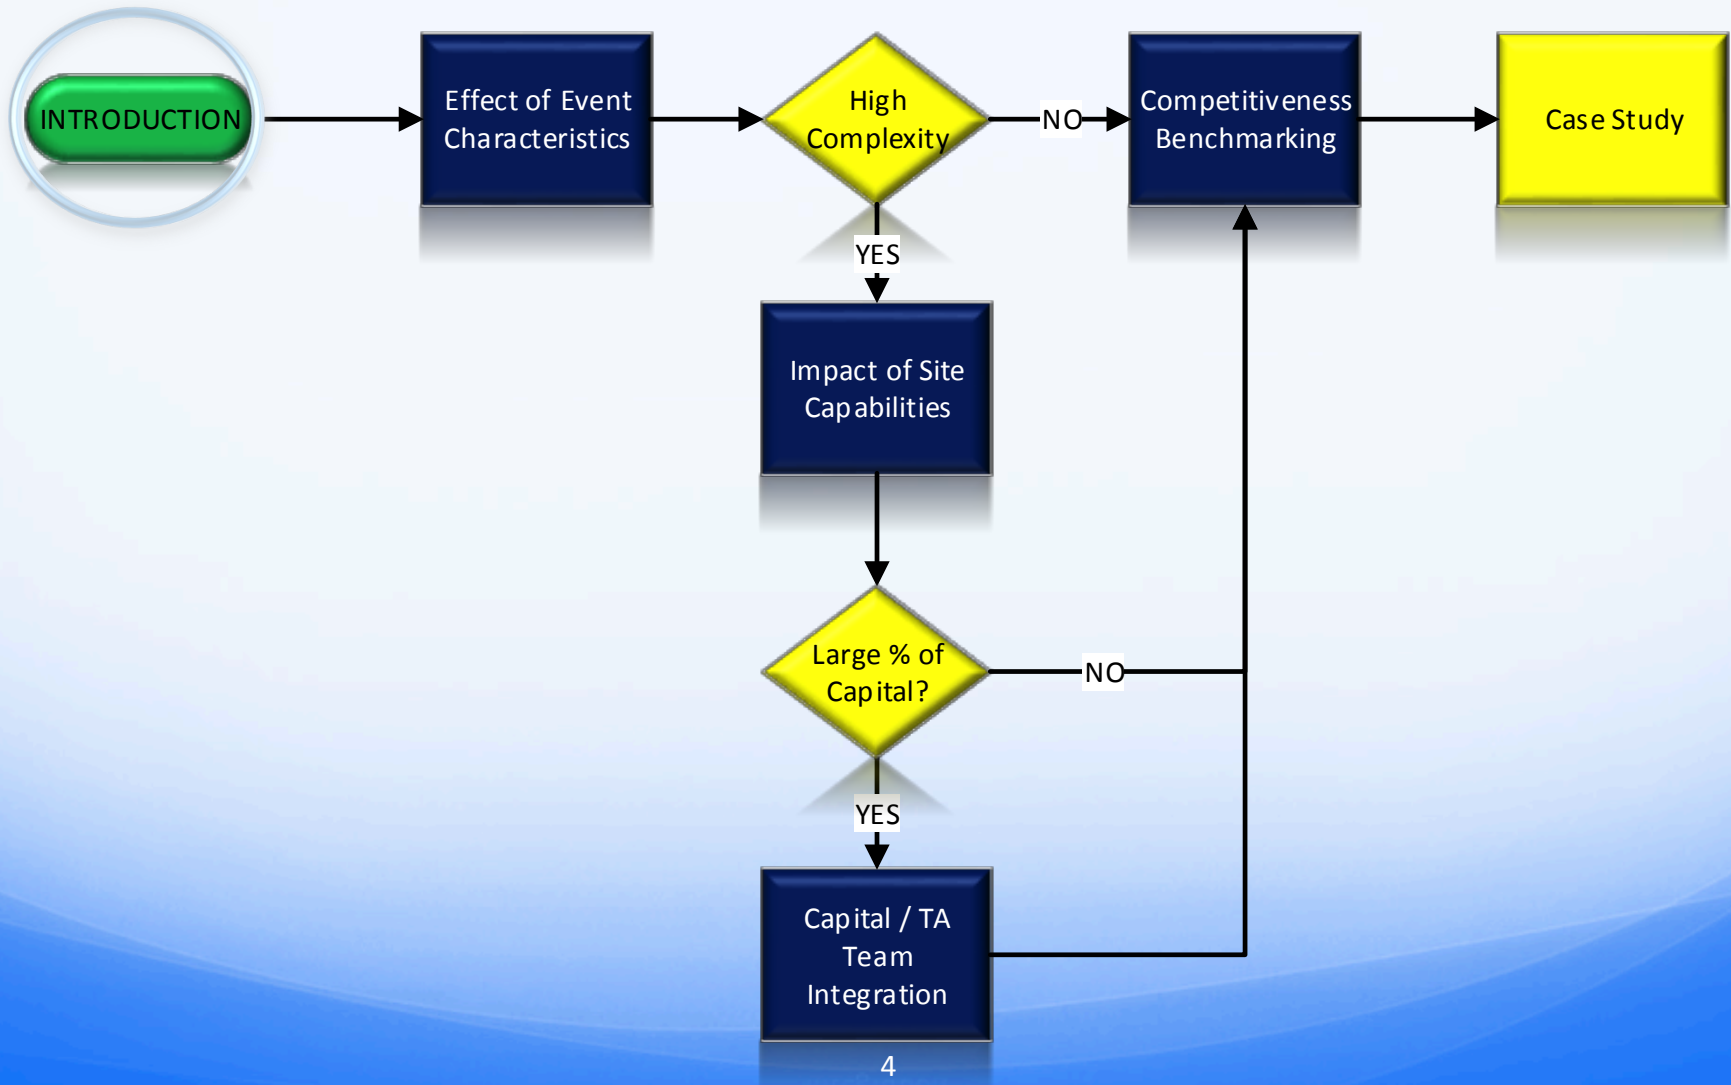 INTRODUCTION
Effect of Event
Characteristics
High
Complexity
NO
Competitiveness
Benchmarking
Case Study
YES
Impact of Site
Capabilities
Large % of
Capital?
NO
YES
Capital / TA
Team
Integration
4